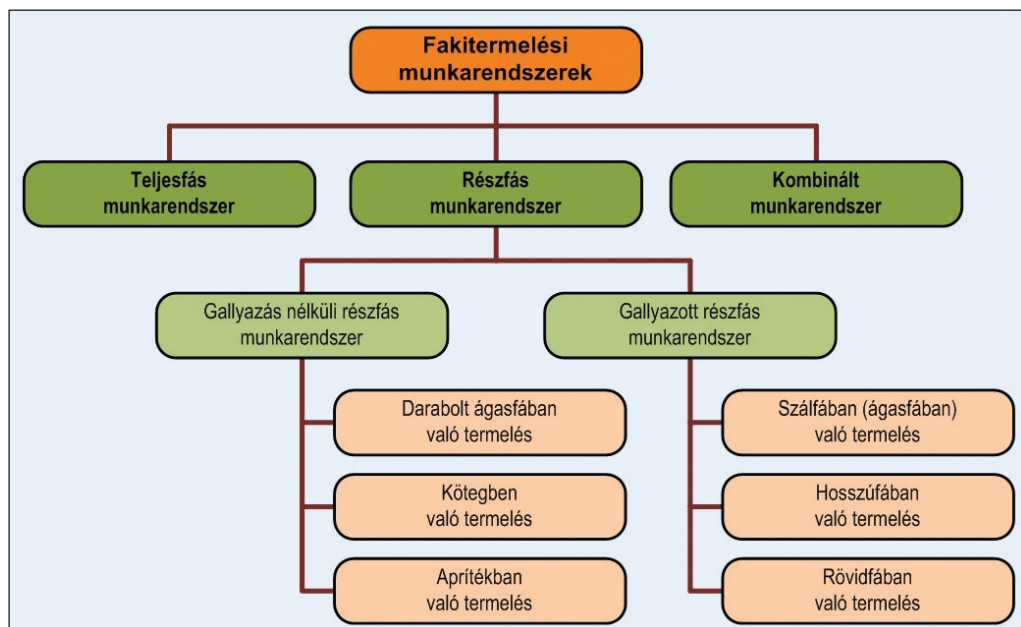 Fakitermelési
munkarendszerek
Teljesfás
munkarendszer
Részfás
munkarendszer
Kombinált
munkarendszer
Gallyazás nélküli részfás
munkarendszer
Gallyazott részfás
munkarendszer
Darabolt ágasfában
való termelés
Szálfában (ágasfában)
való termelés
Kötegben
való termelés
Hosszúfában
való termelés
Aprítékban
való termelés
Rövidfában
való termelés